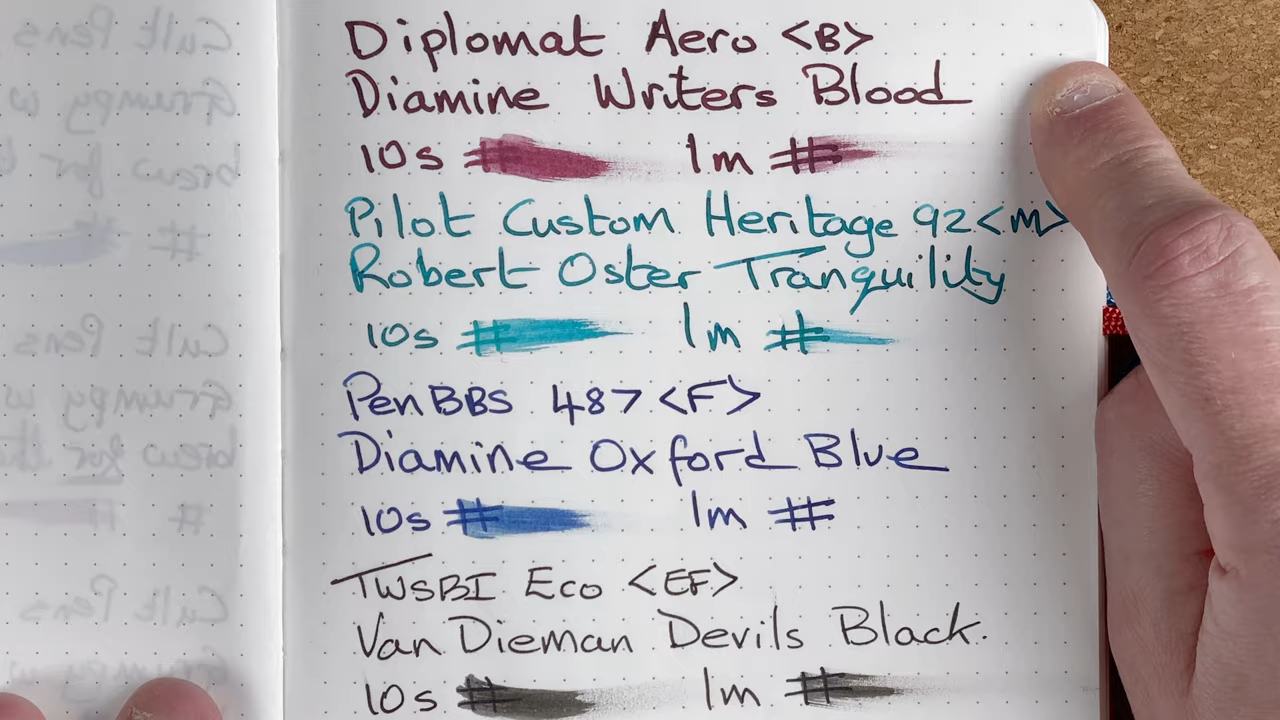 Diplomat Aero <B>
Diamine Writers Blood
10s # 1m #
Pilot Custom Heritage 92 <M>
Robert Oster Tranquility
10s # 1m #
PenBBS 487 <F>
Diamine Oxford Blue
10s # 1m #
TWSBI Eco <EF>
Van Dieman Devils Black.
10s # 1m #